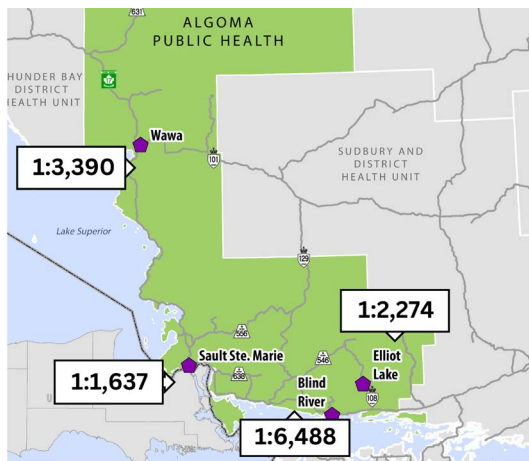 631
ALGOMA
PUBLIC HEALTH
HUNDER BAY
DISTRICT
HEALTH UNIT
17
Wawa
1:3,390
101
SUDBURY AND
DISTRICT
HEALTH UNIT
Lake Superior
129
1:2,274
556
Sault Ste. Marie
546
Elliot
Lake
638
1:1,637
Blind
River
108
1:6,488